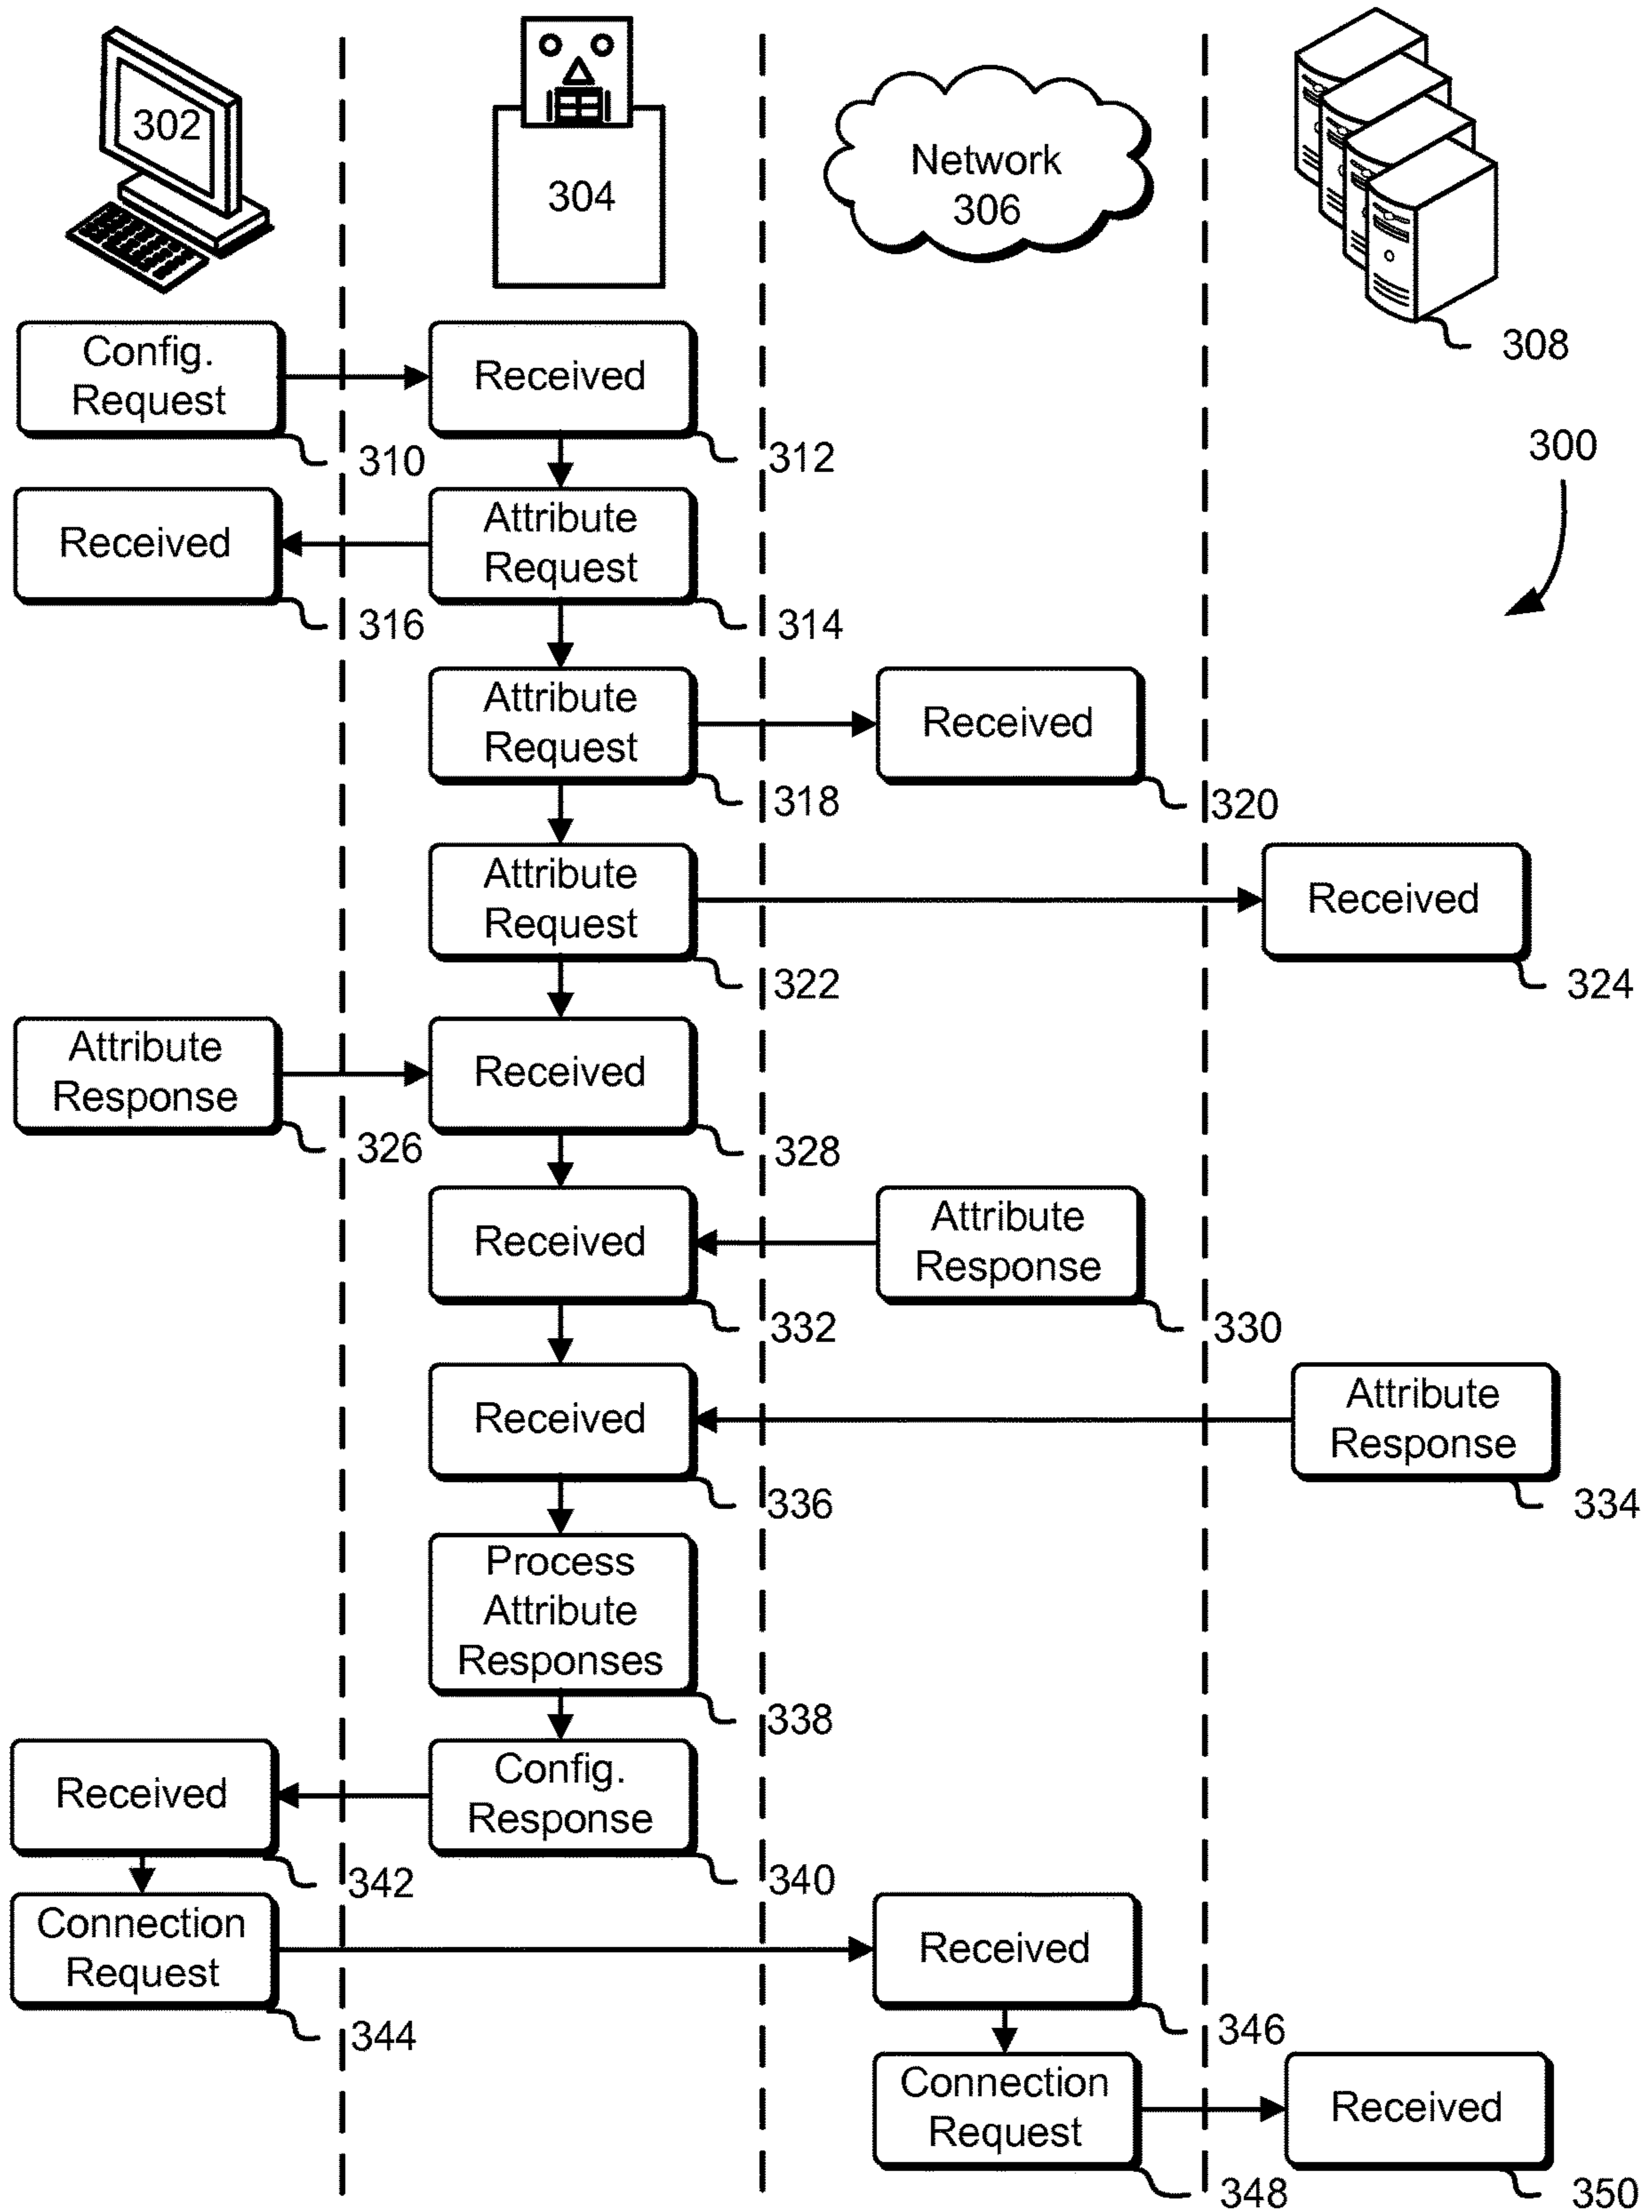 302
304
Network
306
308
300
Config.
Request
310
Received
312
Received
316
Attribute
Request
314
Attribute
Request
318
Received
320
Attribute
Request
322
Received
324
Attribute
Response
326
Received
328
Received
332
Attribute
Response
330
Received
336
Attribute
Response
334
Process
Attribute
Responses
338
Received
342
Config.
Response
340
Connection
Request
344
Received
346
Connection
Request
348
Received
350